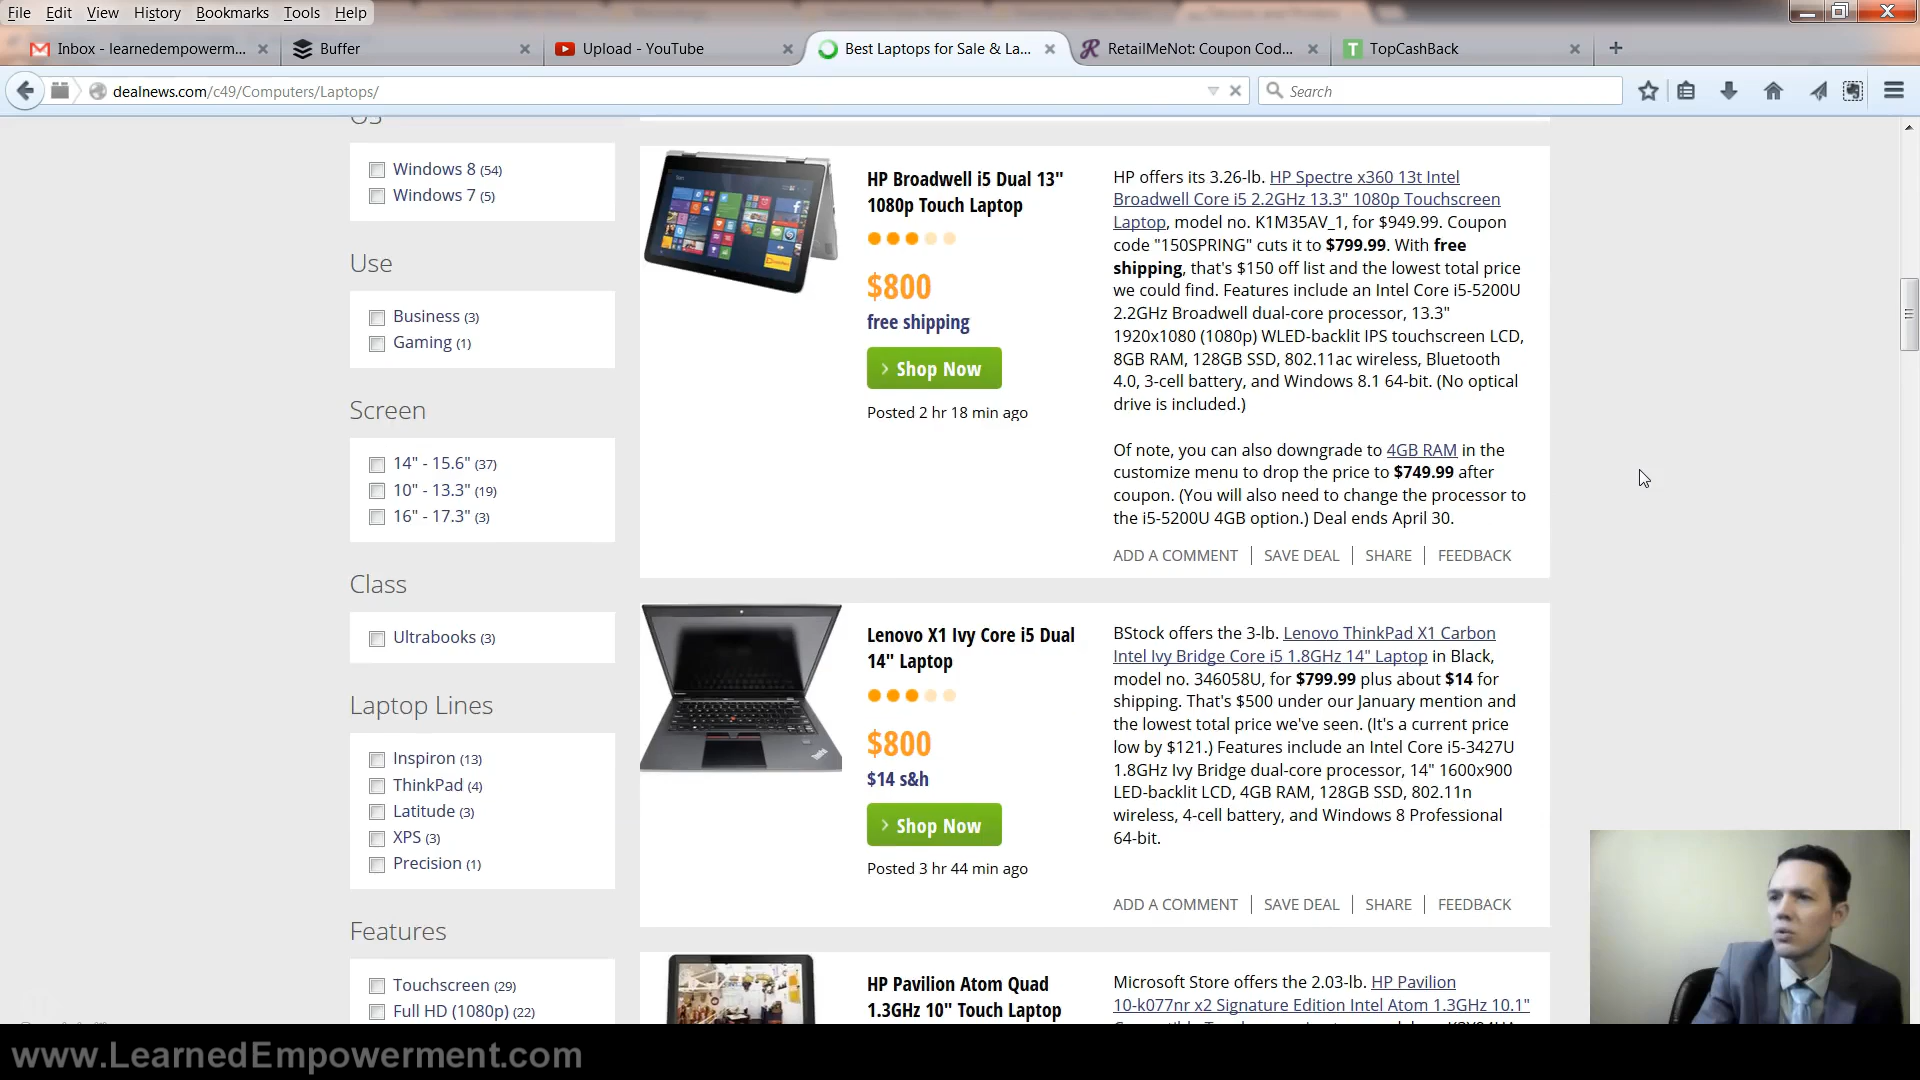 File Edit View History Bookmarks Tools Help
Inbox - learnedempowerm... Buffer Upload - YouTube Best Laptops for Sale & La... RetailMeNot: Coupon Cod... TopCashBack
dealnews.com/c49/Computers/Laptops/ Search
OS
Windows 8 (54)
Windows 7 (5)
Use
Business (3)
Gaming (1)
Screen
14" - 15.6" (37)
10" - 13.3" (19)
16" - 17.3" (3)
Class
Ultrabooks (3)
Laptop Lines
Inspiron (13)
ThinkPad (4)
Latitude (3)
XPS (3)
Precision (1)
Features
Touchscreen (29)
Full HD (1080p) (22)
HP Broadwell i5 Dual 13"
1080p Touch Laptop
$800
free shipping
Shop Now
Posted 2 hr 18 min ago
HP offers its 3.26-lb. HP Spectre x360 13t Intel
Broadwell Core i5 2.2GHz 13.3" 1080p Touchscreen
Laptop, model no. K1M35AV_1, for $949.99. Coupon
code "150SPRING" cuts it to $799.99. With free
shipping, that's $150 off list and the lowest total price
we could find. Features include an Intel Core i5-5200U
2.2GHz Broadwell dual-core processor, 13.3"
1920x1080 (1080p) WLED-backlit IPS touchscreen LCD,
8GB RAM, 128GB SSD, 802.11ac wireless, Bluetooth
4.0, 3-cell battery, and Windows 8.1 64-bit. (No optical
drive is included.)
Of note, you can also downgrade to 4GB RAM in the
customize menu to drop the price to $749.99 after
coupon. (You will also need to change the processor to
the i5-5200U 4GB option.) Deal ends April 30.
ADD A COMMENT | SAVE DEAL | SHARE | FEEDBACK
Lenovo X1 Ivy Core i5 Dual
14" Laptop
$800
$14 s&h
Shop Now
Posted 3 hr 44 min ago
BStock offers the 3-lb. Lenovo ThinkPad X1 Carbon
Intel Ivy Bridge Core i5 1.8GHz 14" Laptop in Black,
model no. 346058U, for $799.99 plus about $14 for
shipping. That's $500 under our January mention and
the lowest total price we've seen. (It's a current price
low by $121.) Features include an Intel Core i5-3427U
1.8GHz Ivy Bridge dual-core processor, 14" 1600x900
LED-backlit LCD, 4GB RAM, 128GB SSD, 802.11n
wireless, 4-cell battery, and Windows 8 Professional
64-bit.
ADD A COMMENT | SAVE DEAL | SHARE | FEEDBACK
HP Pavilion Atom Quad
1.3GHz 10" Touch Laptop
Microsoft Store offers the 2.03-lb. HP Pavilion
10-k077nr x2 Signature Edition Intel Atom 1.3GHz 10.1"
www.LearnedEmpowerment.com